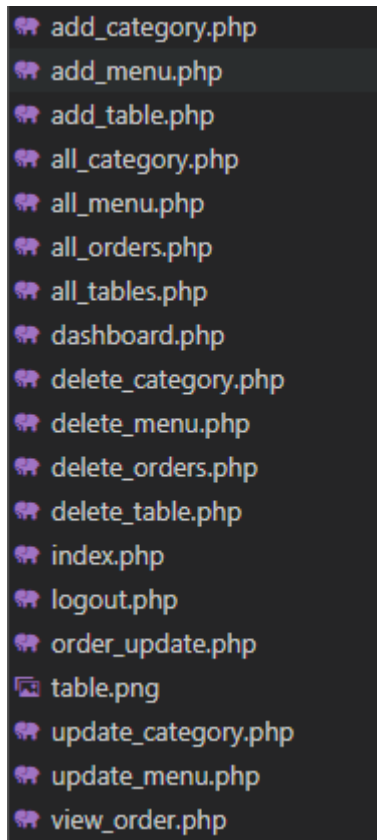 add_category.php
add_menu.php
add_table.php
all_category.php
all_menu.php
all_orders.php
all_tables.php
dashboard.php
delete_category.php
delete_menu.php
delete_orders.php
delete_table.php
index.php
logout.php
order_update.php
table.png
update_category.php
update_menu.php
view_order.php